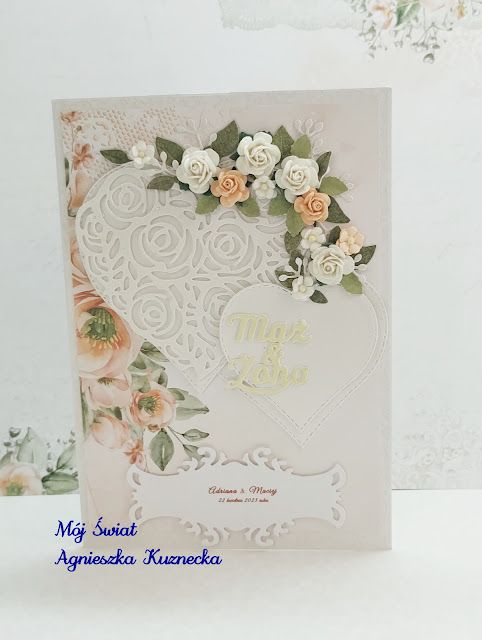 Mąż
&
Żona
Adriana & Maciej
22 kwietnia 2023 roku
Mój Świat
Agnieszka Kuznecka